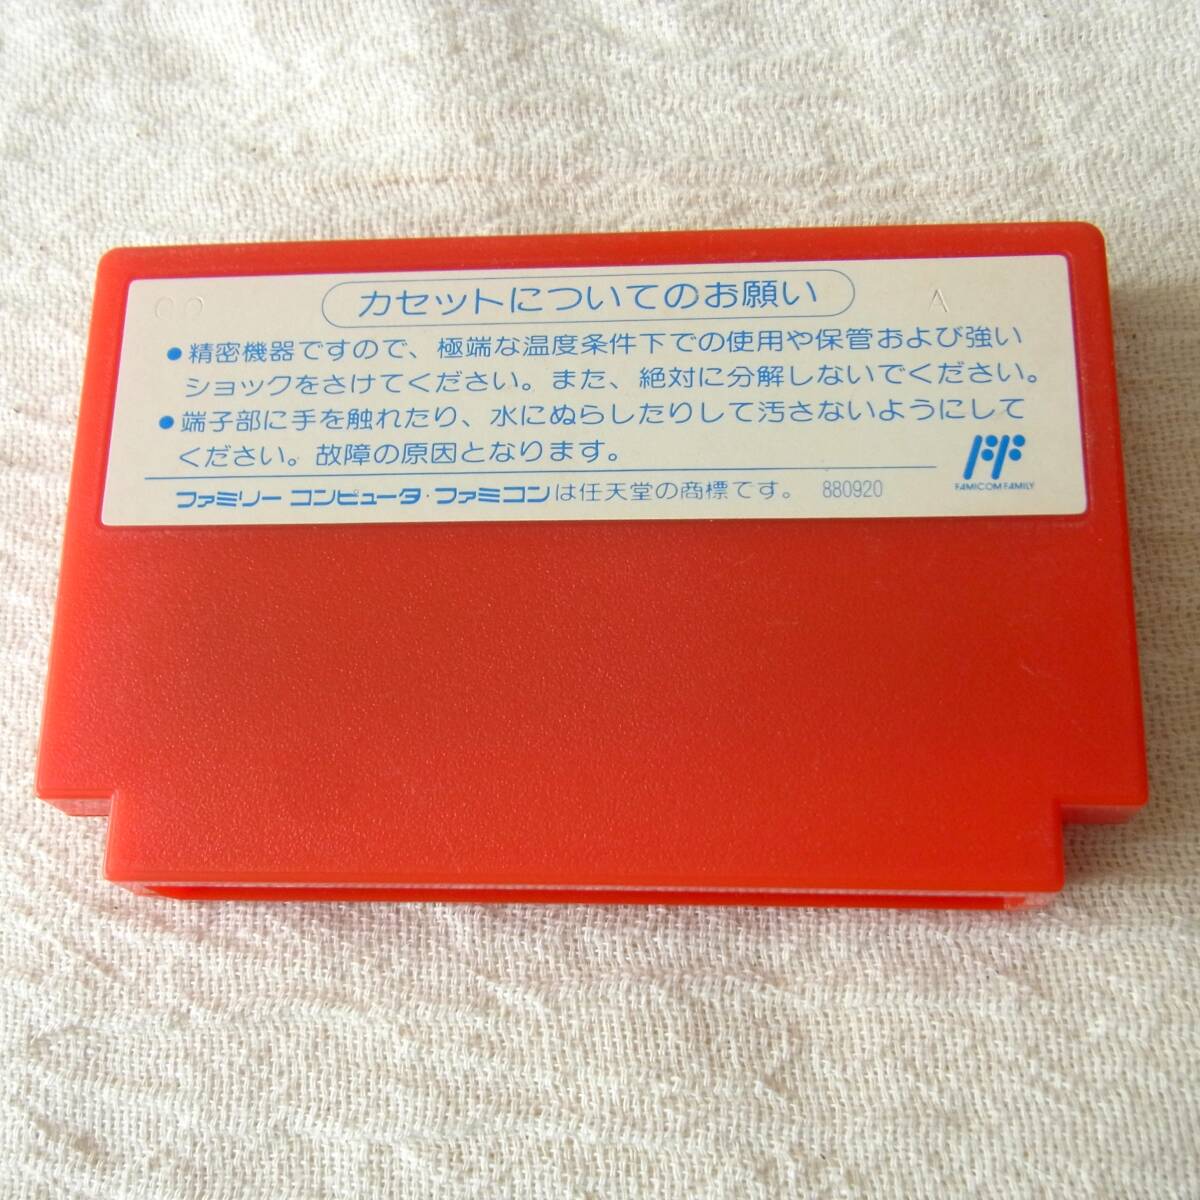 カセットについてのお願い
●精密機器ですので、極端な温度条件下での使用や保管および強い
ショックをさけてください。また、絶対に分解しないでください。
●端子部に手を触れたり、水にぬらしたりして汚さないようにして
ください。故障の原因となります。
FAMICOM FAMILY
ファミリー コンピュータ・ファミコンは任天堂の商標です。 880920